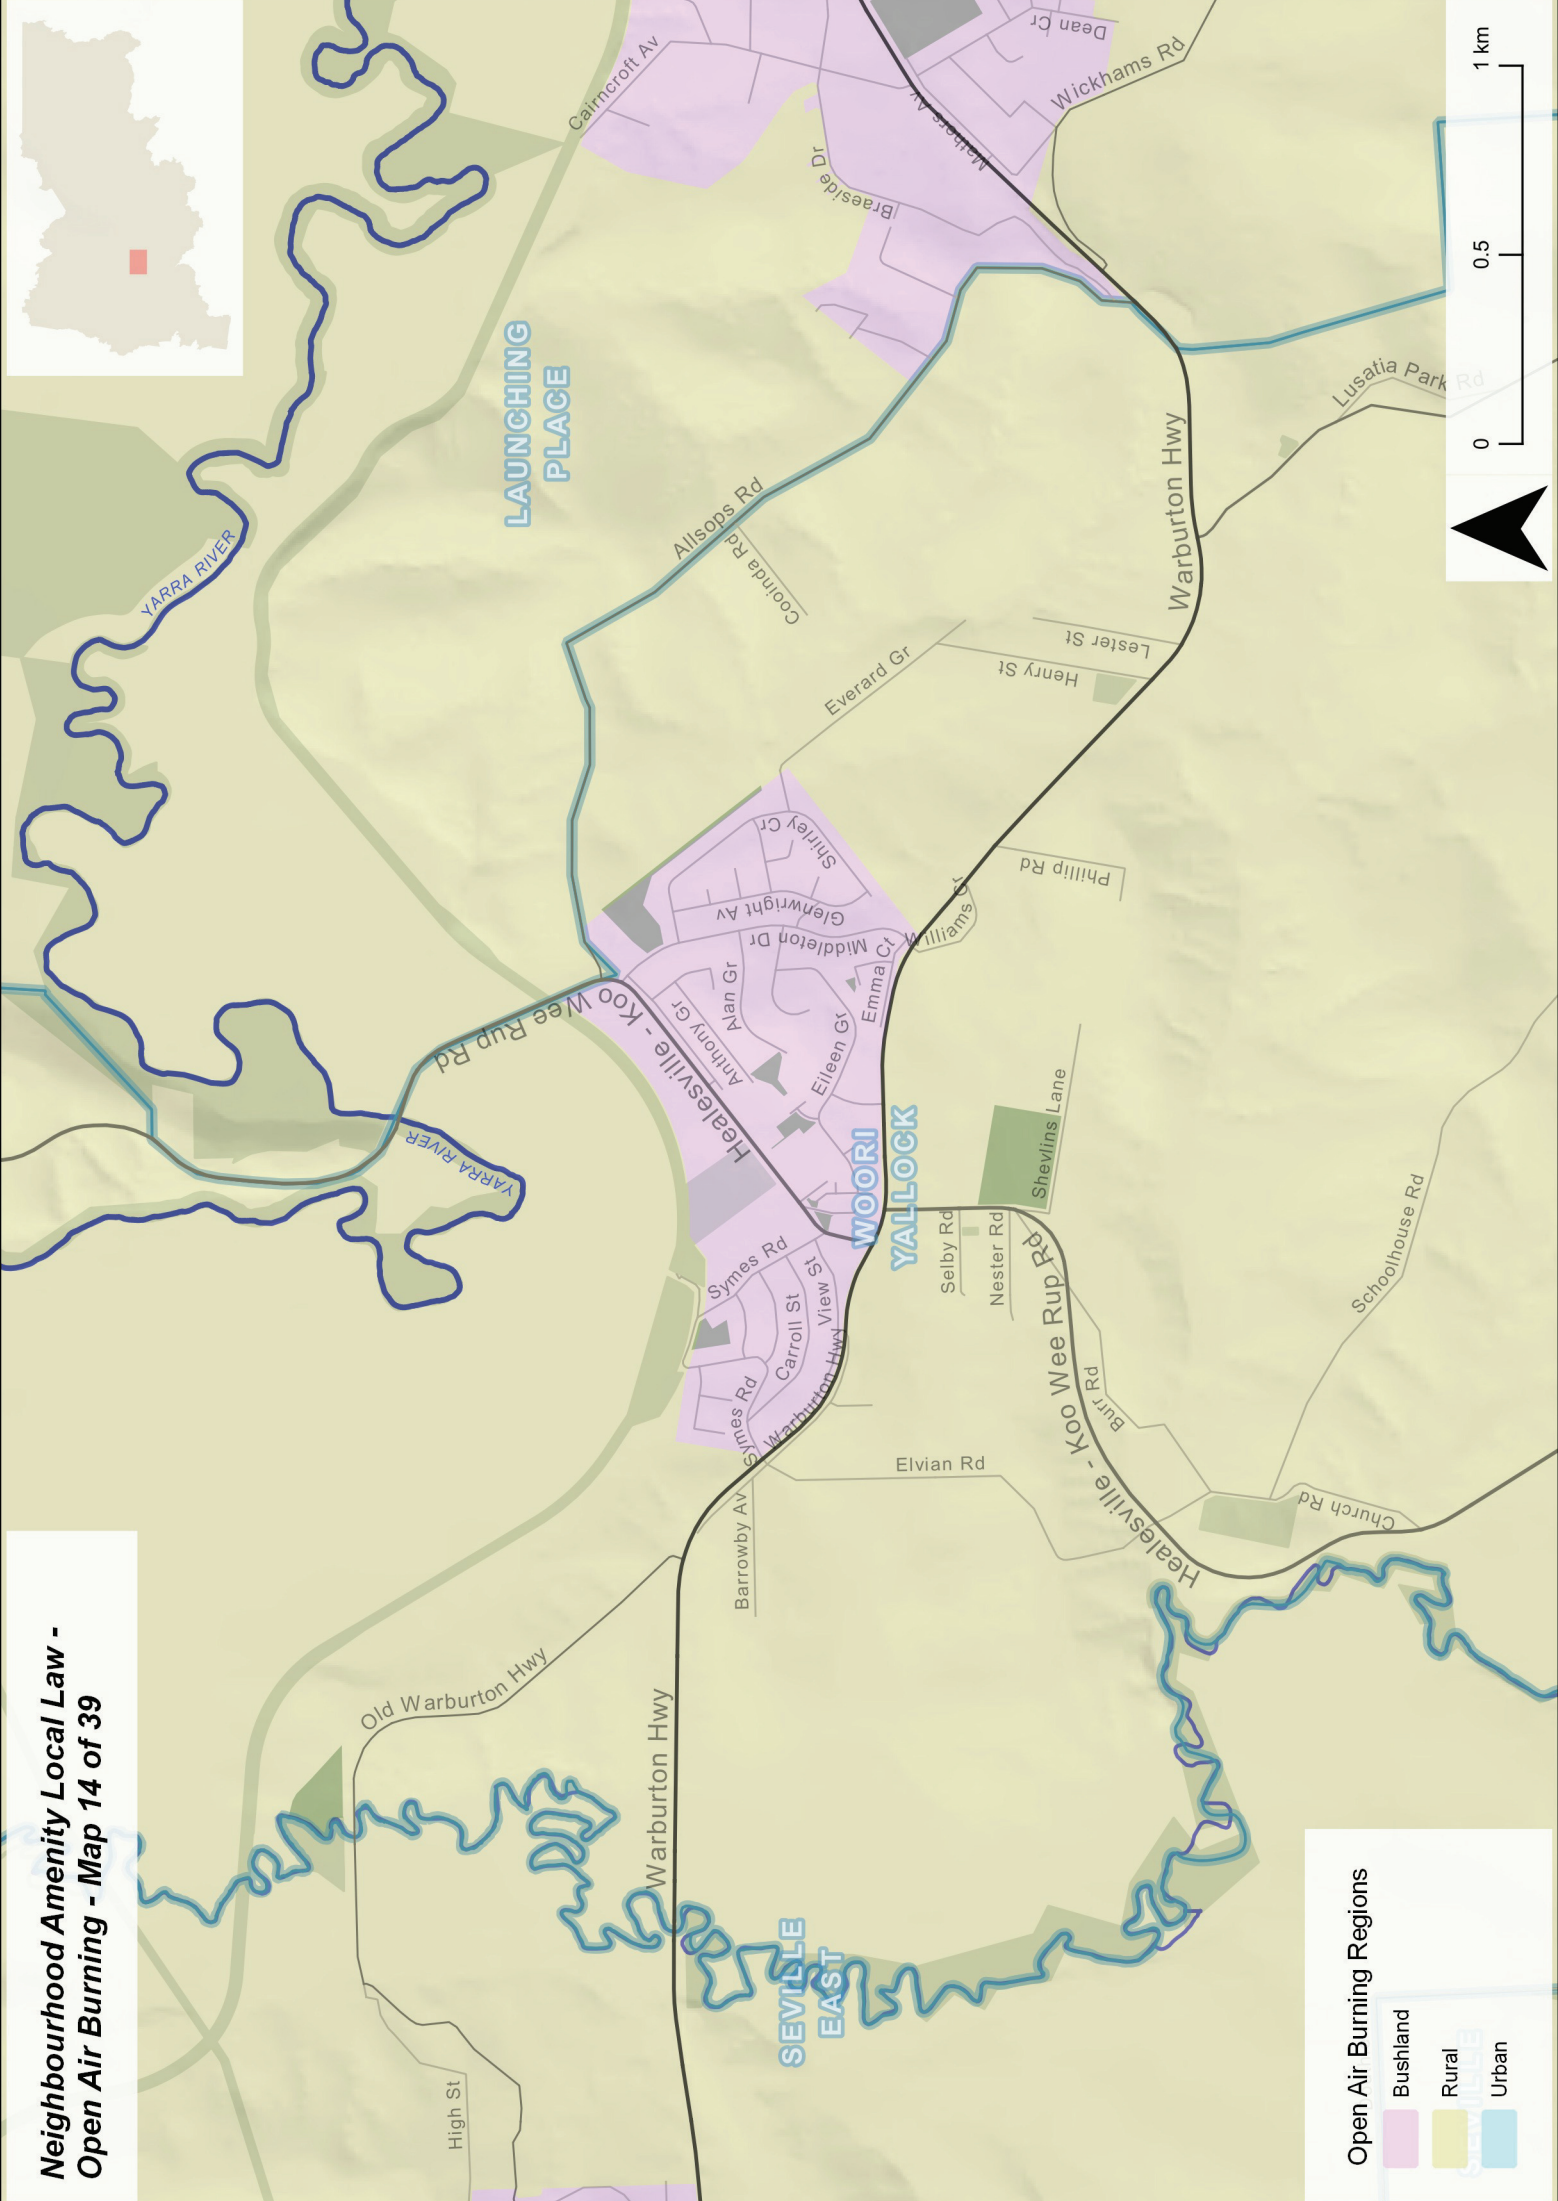 Neighbourhood Amenity Local Law -
Open Air Burning - Map 14 of 39
YARRA RIVER
YARRA RIVER
LAUNCHING
PLACE
Cairncroft Av
Dean Cr
Wickhams Rd
Mathers Av
Braeside Dr
Allsops Rd
Cooinda Rd
Everard Gr
Henry St
Lester St
Warburton Hwy
Lusatia Park Rd
Phillip Rd
Williams Gr
Shirley Cr
Glenwright Av
Middleton Dr
Emma Ct
Alan Gr
Anthony Gr
Eileen Gr
Healesville - Koo Wee Rup Rd
WOORI
YALLOCK
Shevlins Lane
Selby Rd
Nester Rd
Symes Rd
View St
Carroll St
Symes Rd
Warburton Hwy
Healesville - Koo Wee Rup Rd
Burr Rd
Schoolhouse Rd
Church Rd
Elvian Rd
Barrowby Av
Old Warburton Hwy
Warburton Hwy
High St
SEVILLE
EAST
SEVILLE
Open Air Burning Regions
Bushland
Rural
Urban
0
0.5
1 km